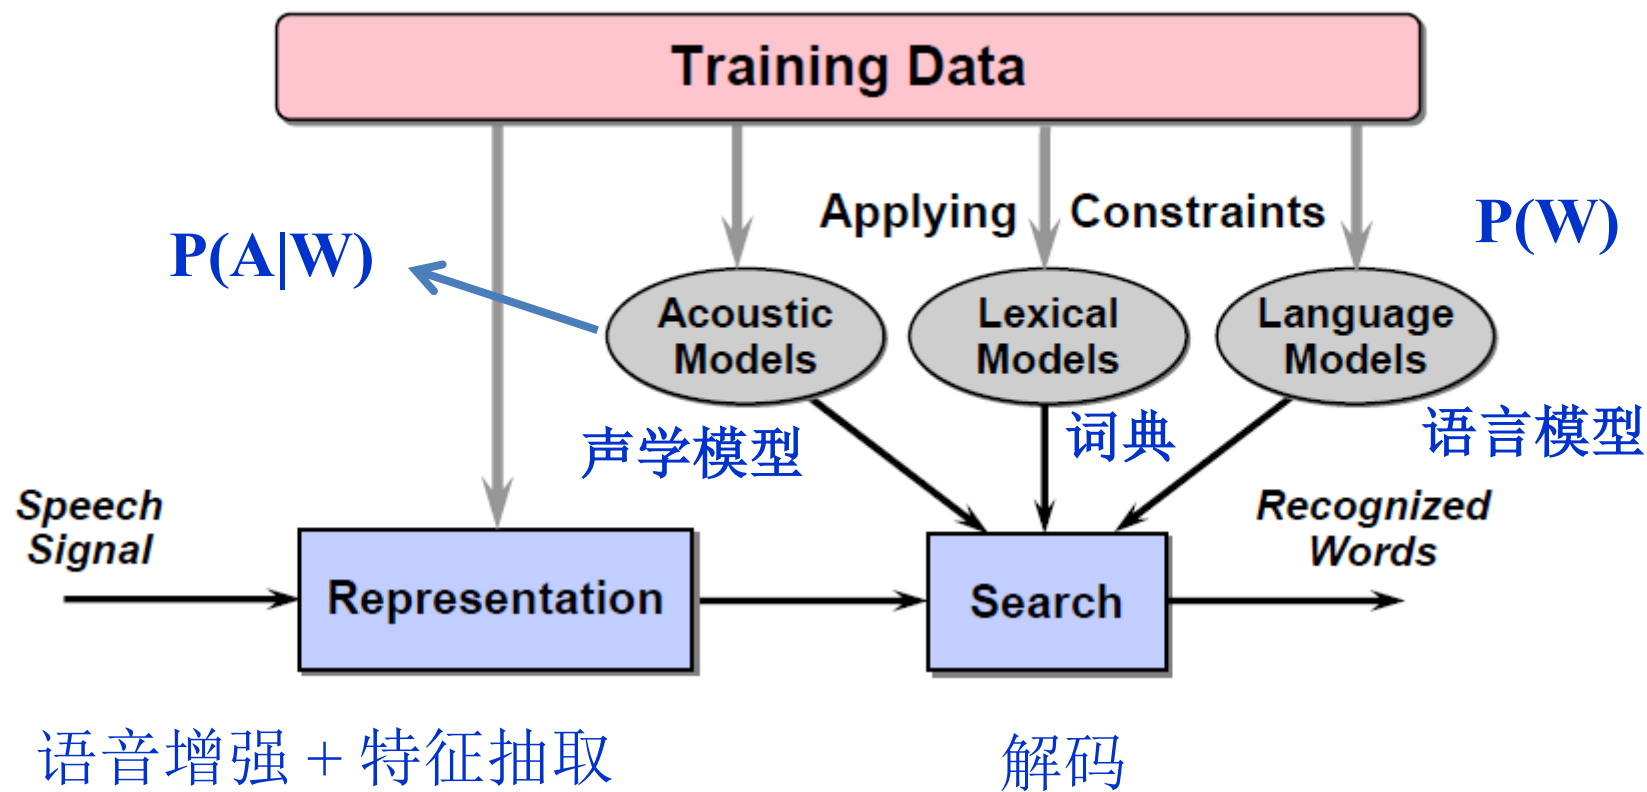 Training Data
Applying Constraints
P(W)
P(A|W)
Acoustic
Models
Lexical
Models
Language
Models
声学模型
词典
语言模型
Speech
Signal
Recognized
Words
Representation
Search
语音增强 + 特征抽取
解码